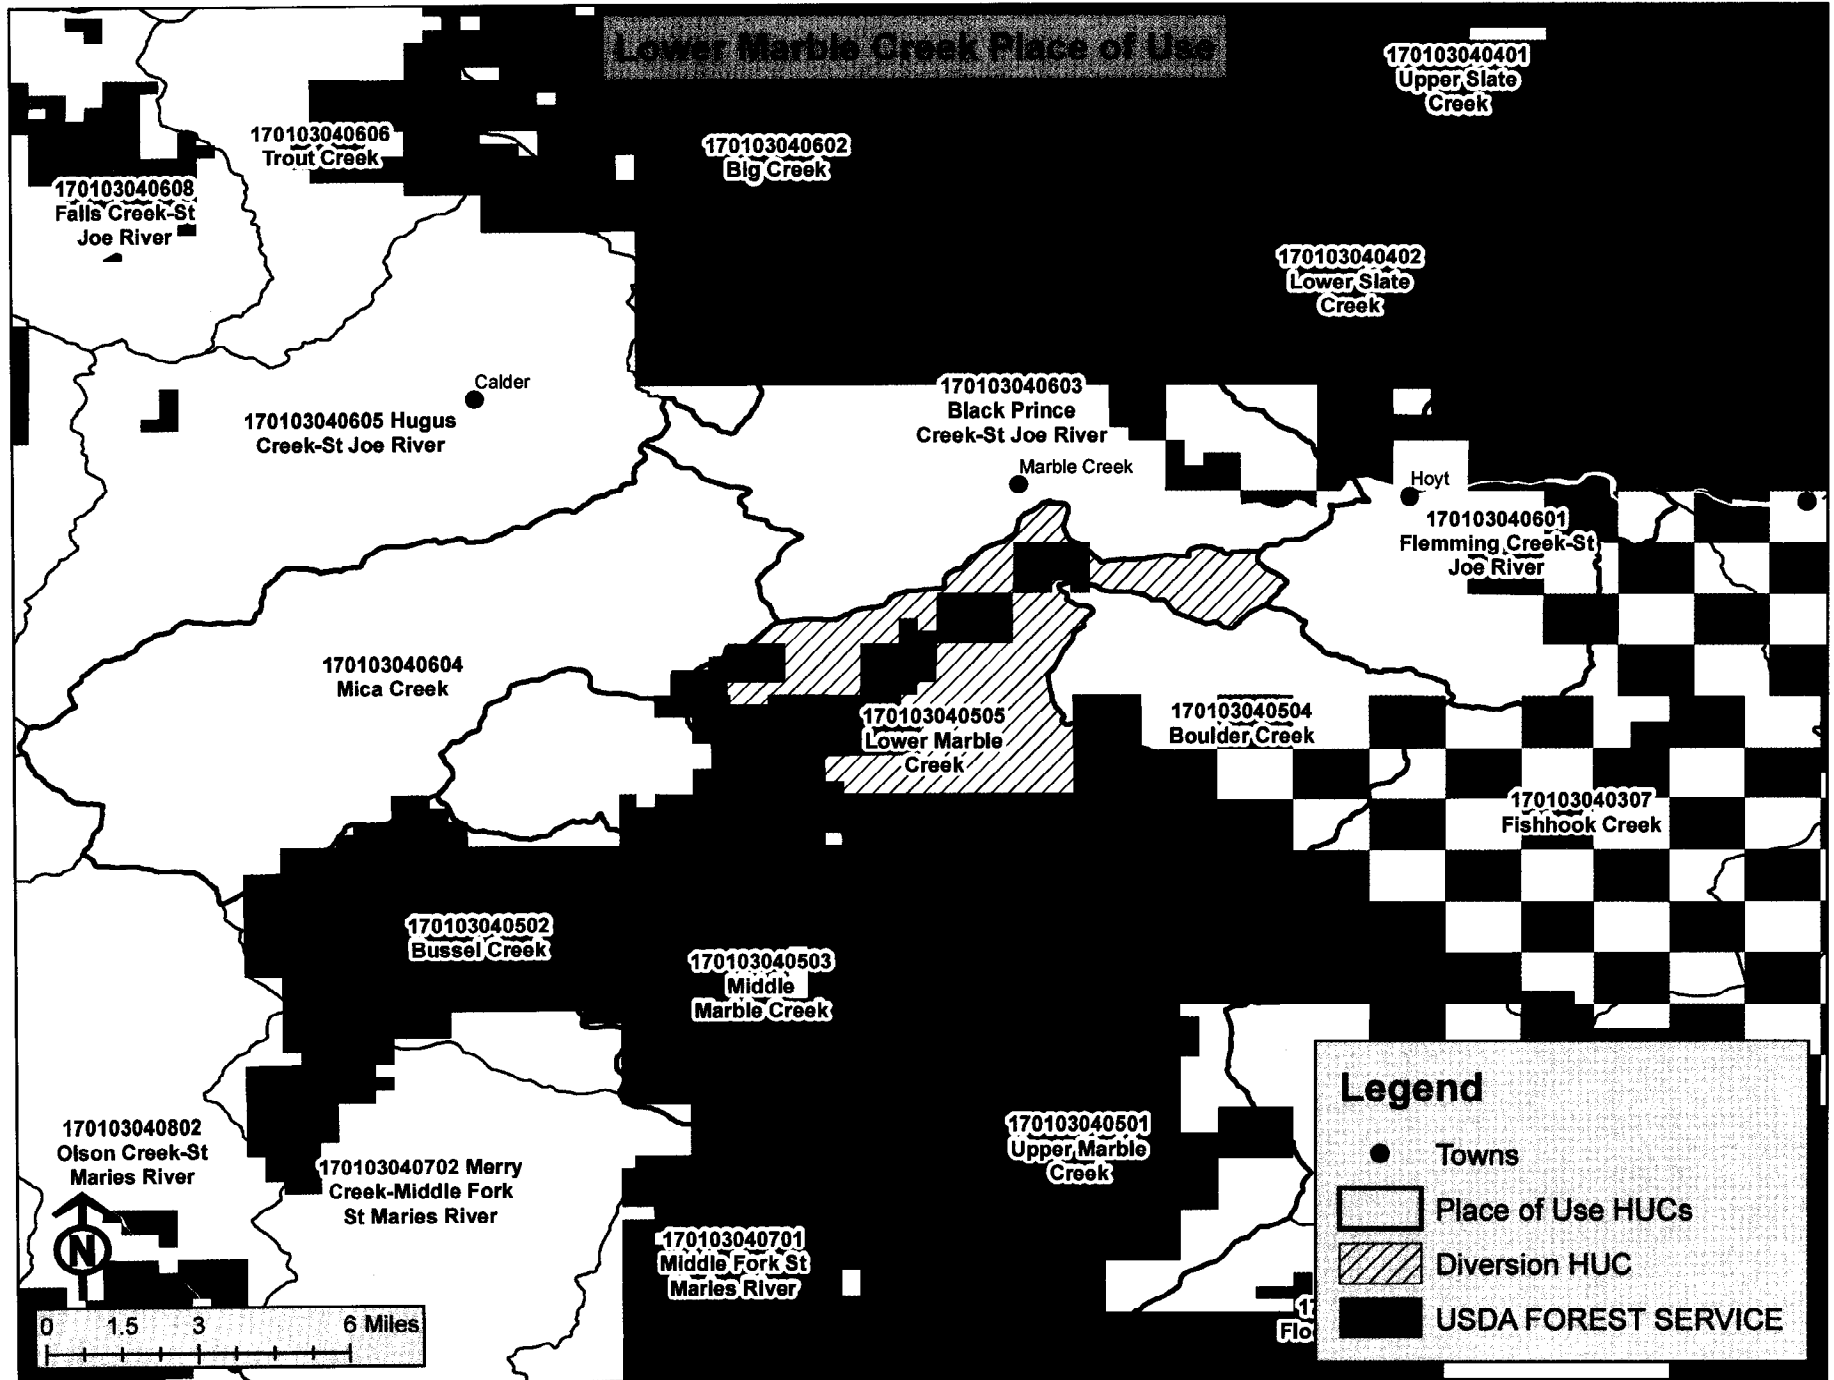 Lower Marble Creek Place of Use
170103040401
Upper Slate
Creek
170103040606
Trout Creek
170103040602
Big Creek
170103040608
Falls Creek-St
Joe River
170103040402
Lower Slate
Creek
Calder
170103040605 Hugus
Creek-St Joe River
170103040603
Black Prince
Creek-St Joe River
Marble Creek
Hoyt
170103040601
Flemming Creek-St
Joe River
170103040604
Mica Creek
170103040505
Lower Marble
Creek
170103040504
Boulder Creek
170103040307
Fishhook Creek
170103040502
Bussel Creek
170103040503
Middle
Marble Creek
170103040802
Olson Creek-St
Maries River
170103040702 Merry
Creek-Middle Fork
St Maries River
170103040501
Upper Marble
Creek
170103040701
Middle Fork St
Maries River
17
Flo
N
0 1.5 3 6 Miles
Legend
Towns
Place of Use HUCs
Diversion HUC
USDA FOREST SERVICE